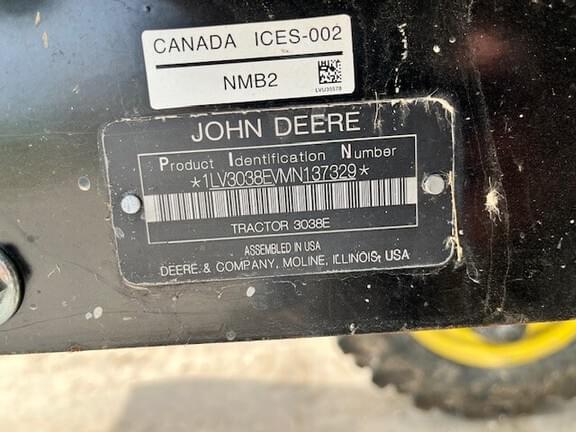 CANADA ICES-002
NMB2
LVU30578
JOHN DEERE
Product Identification Number
*1LV3038EVMN137329*
TRACTOR 3038E
ASSEMBLED IN USA
DEERE & COMPANY, MOLINE, ILLINOIS, USA